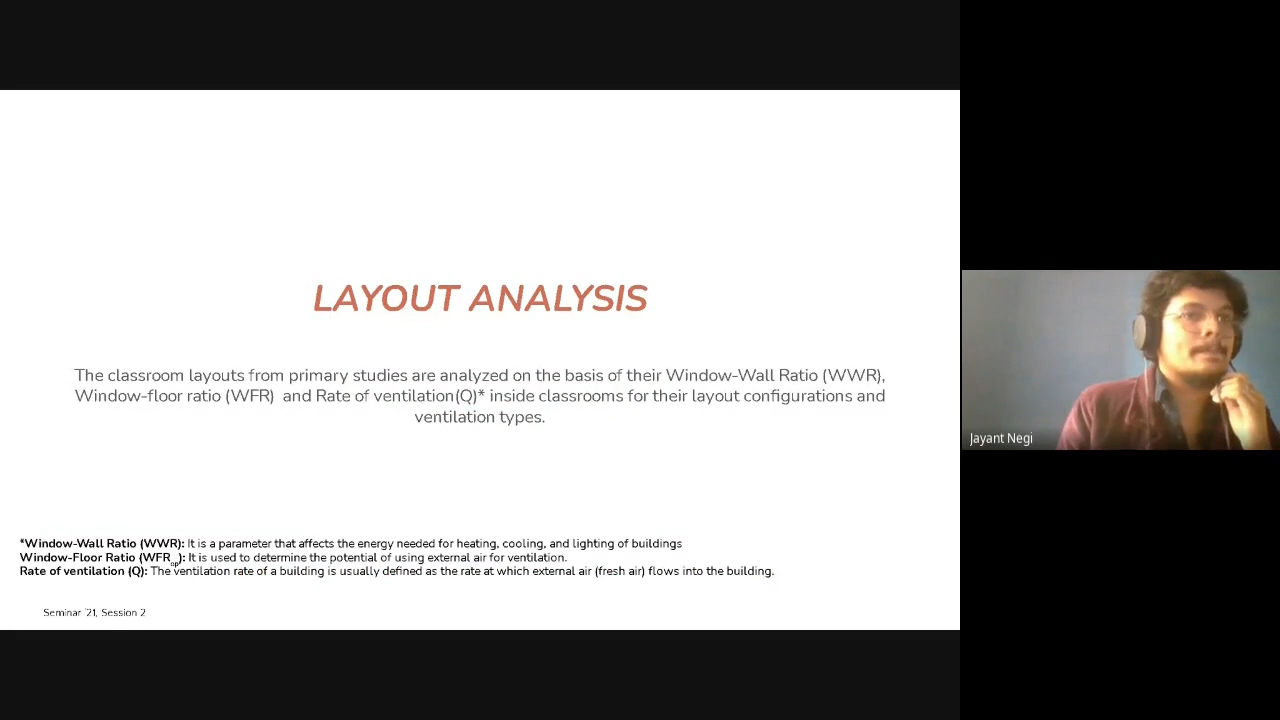 LAYOUT ANALYSIS
The classroom layouts from primary studies are analyzed on the basis of their Window-Wall Ratio (WWR),
Window-floor ratio (WFR)  and Rate of ventilation(Q)* inside classrooms for their layout configurations and
ventilation types.
*Window-Wall Ratio (WWR): It is a parameter that affects the energy needed for heating, cooling, and lighting of buildings
Window-Floor Ratio (WFRop): It is used to determine the potential of using external air for ventilation.
Rate of ventilation (Q): The ventilation rate of a building is usually defined as the rate at which external air (fresh air) flows into the building.
Seminar '21, Session 2
Jayant Negi